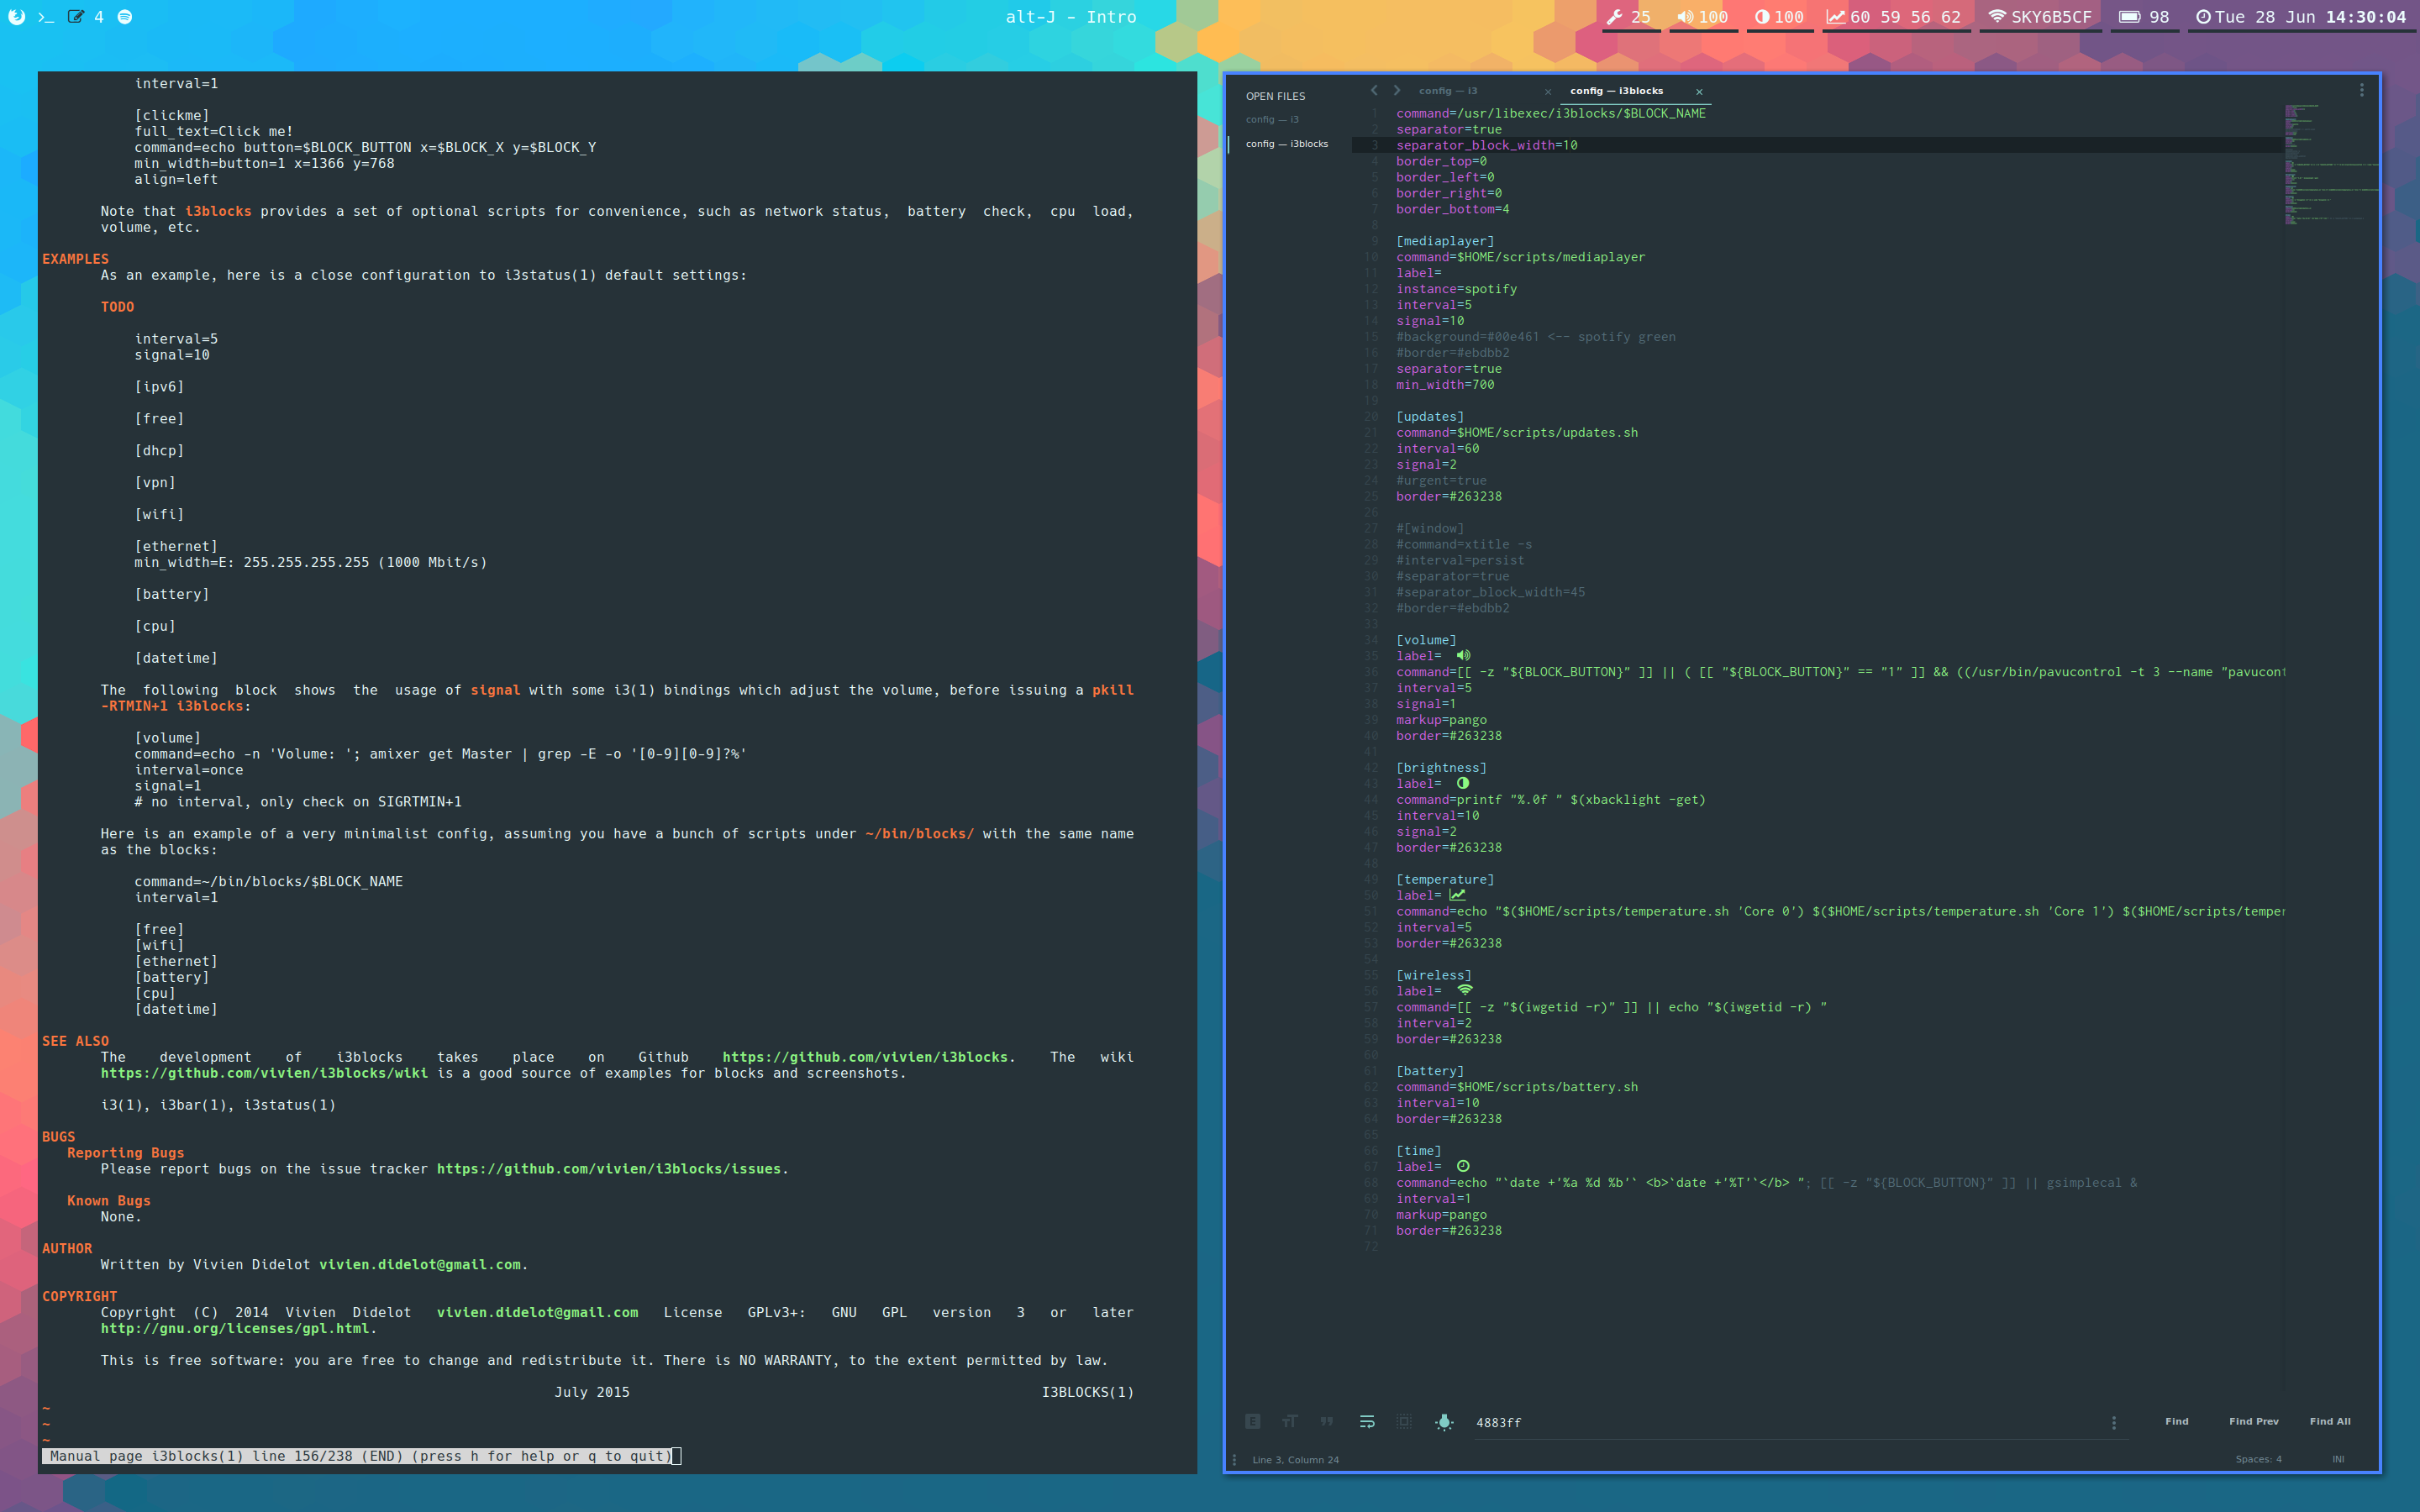 4
alt-J - Intro
25 100 100 60 59 56 62 SKY6B5CF 98 Tue 28 Jun 14:30:04
interval=1
[clickme]
full_text=Click me!
command=echo button=$BLOCK_BUTTON x=$BLOCK_X y=$BLOCK_Y
min_width=button=1 x=1366 y=768
align=left
Note that i3blocks provides a set of optional scripts for convenience, such as network status, battery check, cpu load,
volume, etc.
EXAMPLES
As an example, here is a close configuration to i3status(1) default settings:
TODO
interval=5
signal=10
[ipv6]
[free]
[dhcp]
[vpn]
[wifi]
[ethernet]
min_width=E: 255.255.255.255 (1000 Mbit/s)
[battery]
[cpu]
[datetime]
The following block shows the usage of signal with some i3(1) bindings which adjust the volume, before issuing a pkill
-RTMIN+1 i3blocks:
[volume]
command=echo -n 'Volume: '; amixer get Master | grep -E -o '[0-9][0-9]?%'
interval=once
signal=1
# no interval, only check on SIGRTMIN+1
Here is an example of a very minimalist config, assuming you have a bunch of scripts under ~/bin/blocks/ with the same name
as the blocks:
command=~/bin/blocks/$BLOCK_NAME
interval=1
[free]
[wifi]
[ethernet]
[battery]
[cpu]
[datetime]
SEE ALSO
The development of i3blocks takes place on Github https://github.com/vivien/i3blocks. The wiki
https://github.com/vivien/i3blocks/wiki is a good source of examples for blocks and screenshots.
i3(1), i3bar(1), i3status(1)
BUGS
Reporting Bugs
Please report bugs on the issue tracker https://github.com/vivien/i3blocks/issues.
Known Bugs
None.
AUTHOR
Written by Vivien Didelot vivien.didelot@gmail.com.
COPYRIGHT
Copyright (C) 2014 Vivien Didelot vivien.didelot@gmail.com License GPLv3+: GNU GPL version 3 or later
http://gnu.org/licenses/gpl.html.
This is free software: you are free to change and redistribute it. There is NO WARRANTY, to the extent permitted by law.
July 2015 I3BLOCKS(1)
~
~
~
Manual page i3blocks(1) line 156/238 (END) (press h for help or q to quit)
OPEN FILES
config — i3
config — i3blocks
config — i3 × config — i3blocks ×
1 command=/usr/libexec/i3blocks/$BLOCK_NAME
2 separator=true
3 separator_block_width=10
4 border_top=0
5 border_left=0
6 border_right=0
7 border_bottom=4
8
9 [mediaplayer]
10 command=$HOME/scripts/mediaplayer
11 label=
12 instance=spotify
13 interval=5
14 signal=10
15 #background=#00e461 <-- spotify green
16 #border=#ebdbb2
17 separator=true
18 min_width=700
19
20 [updates]
21 command=$HOME/scripts/updates.sh
22 interval=60
23 signal=2
24 #urgent=true
25 border=#263238
26
27 #[window]
28 #command=xtitle -s
29 #interval=persist
30 #separator=true
31 #separator_block_width=45
32 #border=#ebdbb2
33
34 [volume]
35 label=
36 command=[[ -z "${BLOCK_BUTTON}" ]] || ( [[ "${BLOCK_BUTTON}" == "1" ]] && ((/usr/bin/pavucontrol -t 3 --name "pavucont
37 interval=5
38 signal=1
39 markup=pango
40 border=#263238
41
42 [brightness]
43 label=
44 command=printf "%.0f " $(xbacklight -get)
45 interval=10
46 signal=2
47 border=#263238
48
49 [temperature]
50 label=
51 command=echo "$($HOME/scripts/temperature.sh 'Core 0') $($HOME/scripts/temperature.sh 'Core 1') $($HOME/scripts/temper
52 interval=5
53 border=#263238
54
55 [wireless]
56 label=
57 command=[[ -z "$(iwgetid -r)" ]] || echo "$(iwgetid -r) "
58 interval=2
59 border=#263238
60
61 [battery]
62 command=$HOME/scripts/battery.sh
63 interval=10
64 border=#263238
65
66 [time]
67 label=
68 command=echo "`date +'%a %d %b'` <b>`date +'%T'`</b> "; [[ -z "${BLOCK_BUTTON}" ]] || gsimplecal &
69 interval=1
70 markup=pango
71 border=#263238
72
4883ff Find Find Prev Find All
Line 3, Column 24 Spaces: 4 INI